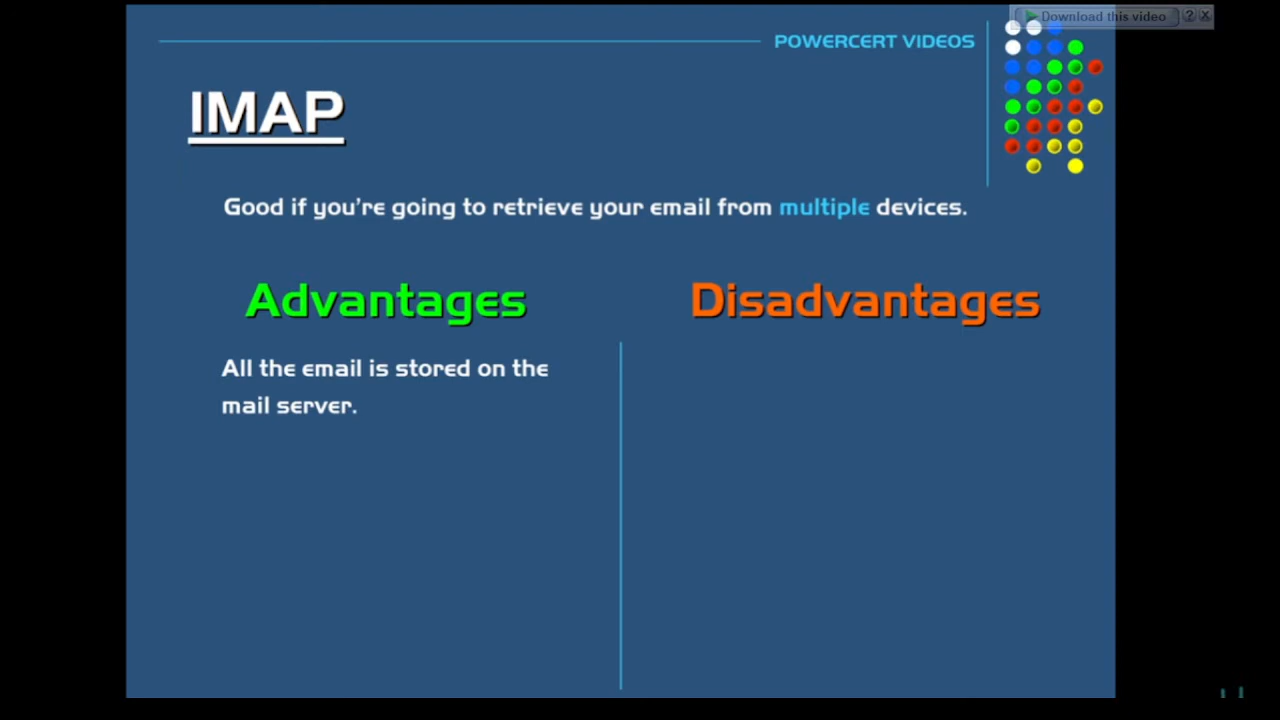 Download this video ? X
POWERCERT VIDEOS
IMAP
Good if you're going to retrieve your email from multiple devices.
Advantages
Disadvantages
All the email is stored on the
mail server.